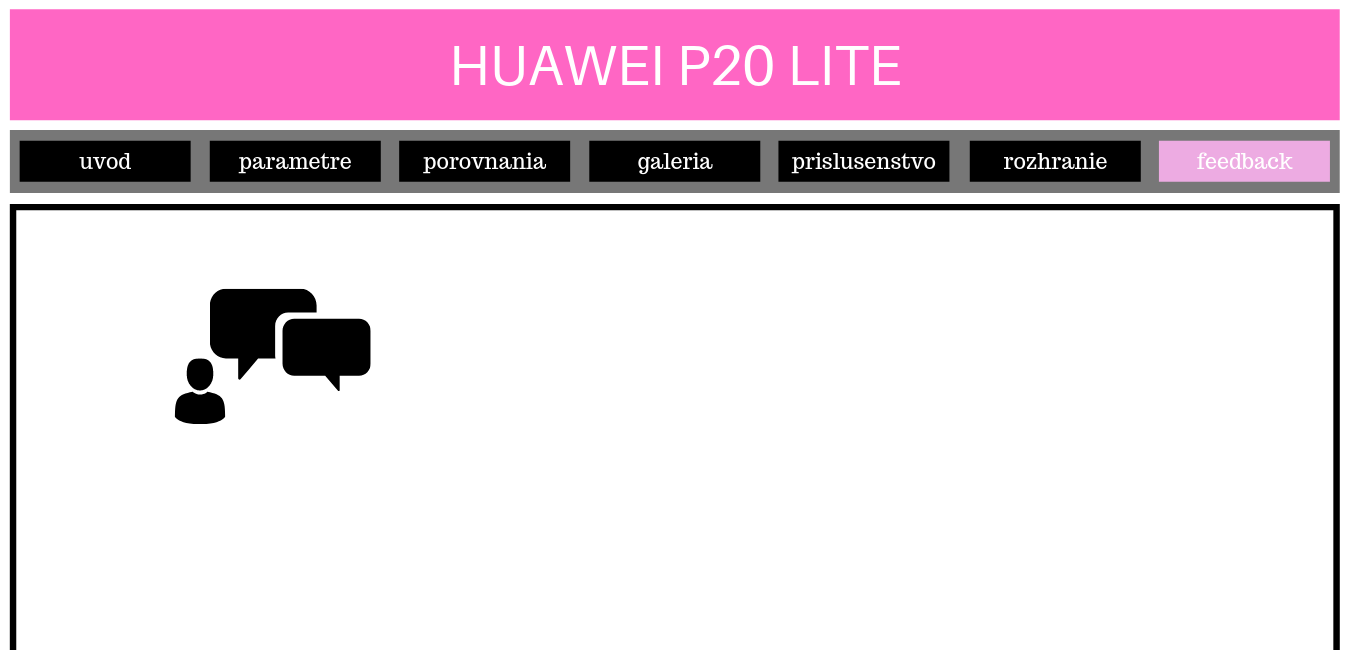 HUAWEI P20 LITE
uvod parametre porovnania galeria prislusenstvo rozhranie feedback